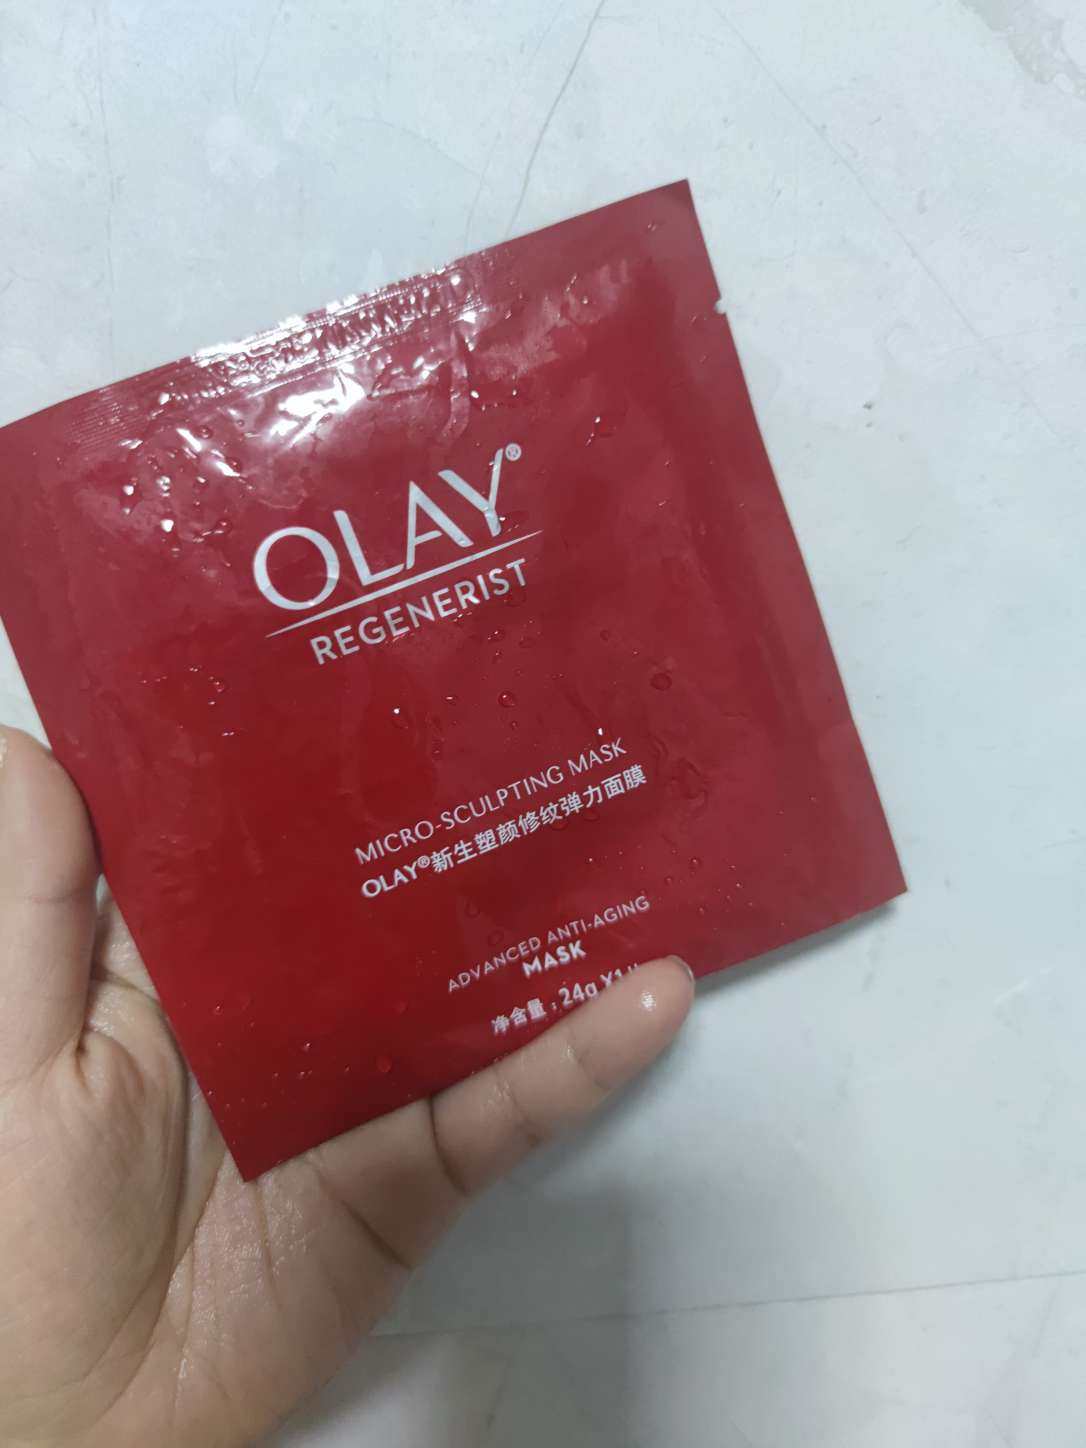 OLAY®
REGENERIST
MICRO-SCULPTING MASK
OLAY®新生塑颜修纹弹力面膜
ADVANCED ANTI-AGING
MASK
净含量：24g X1